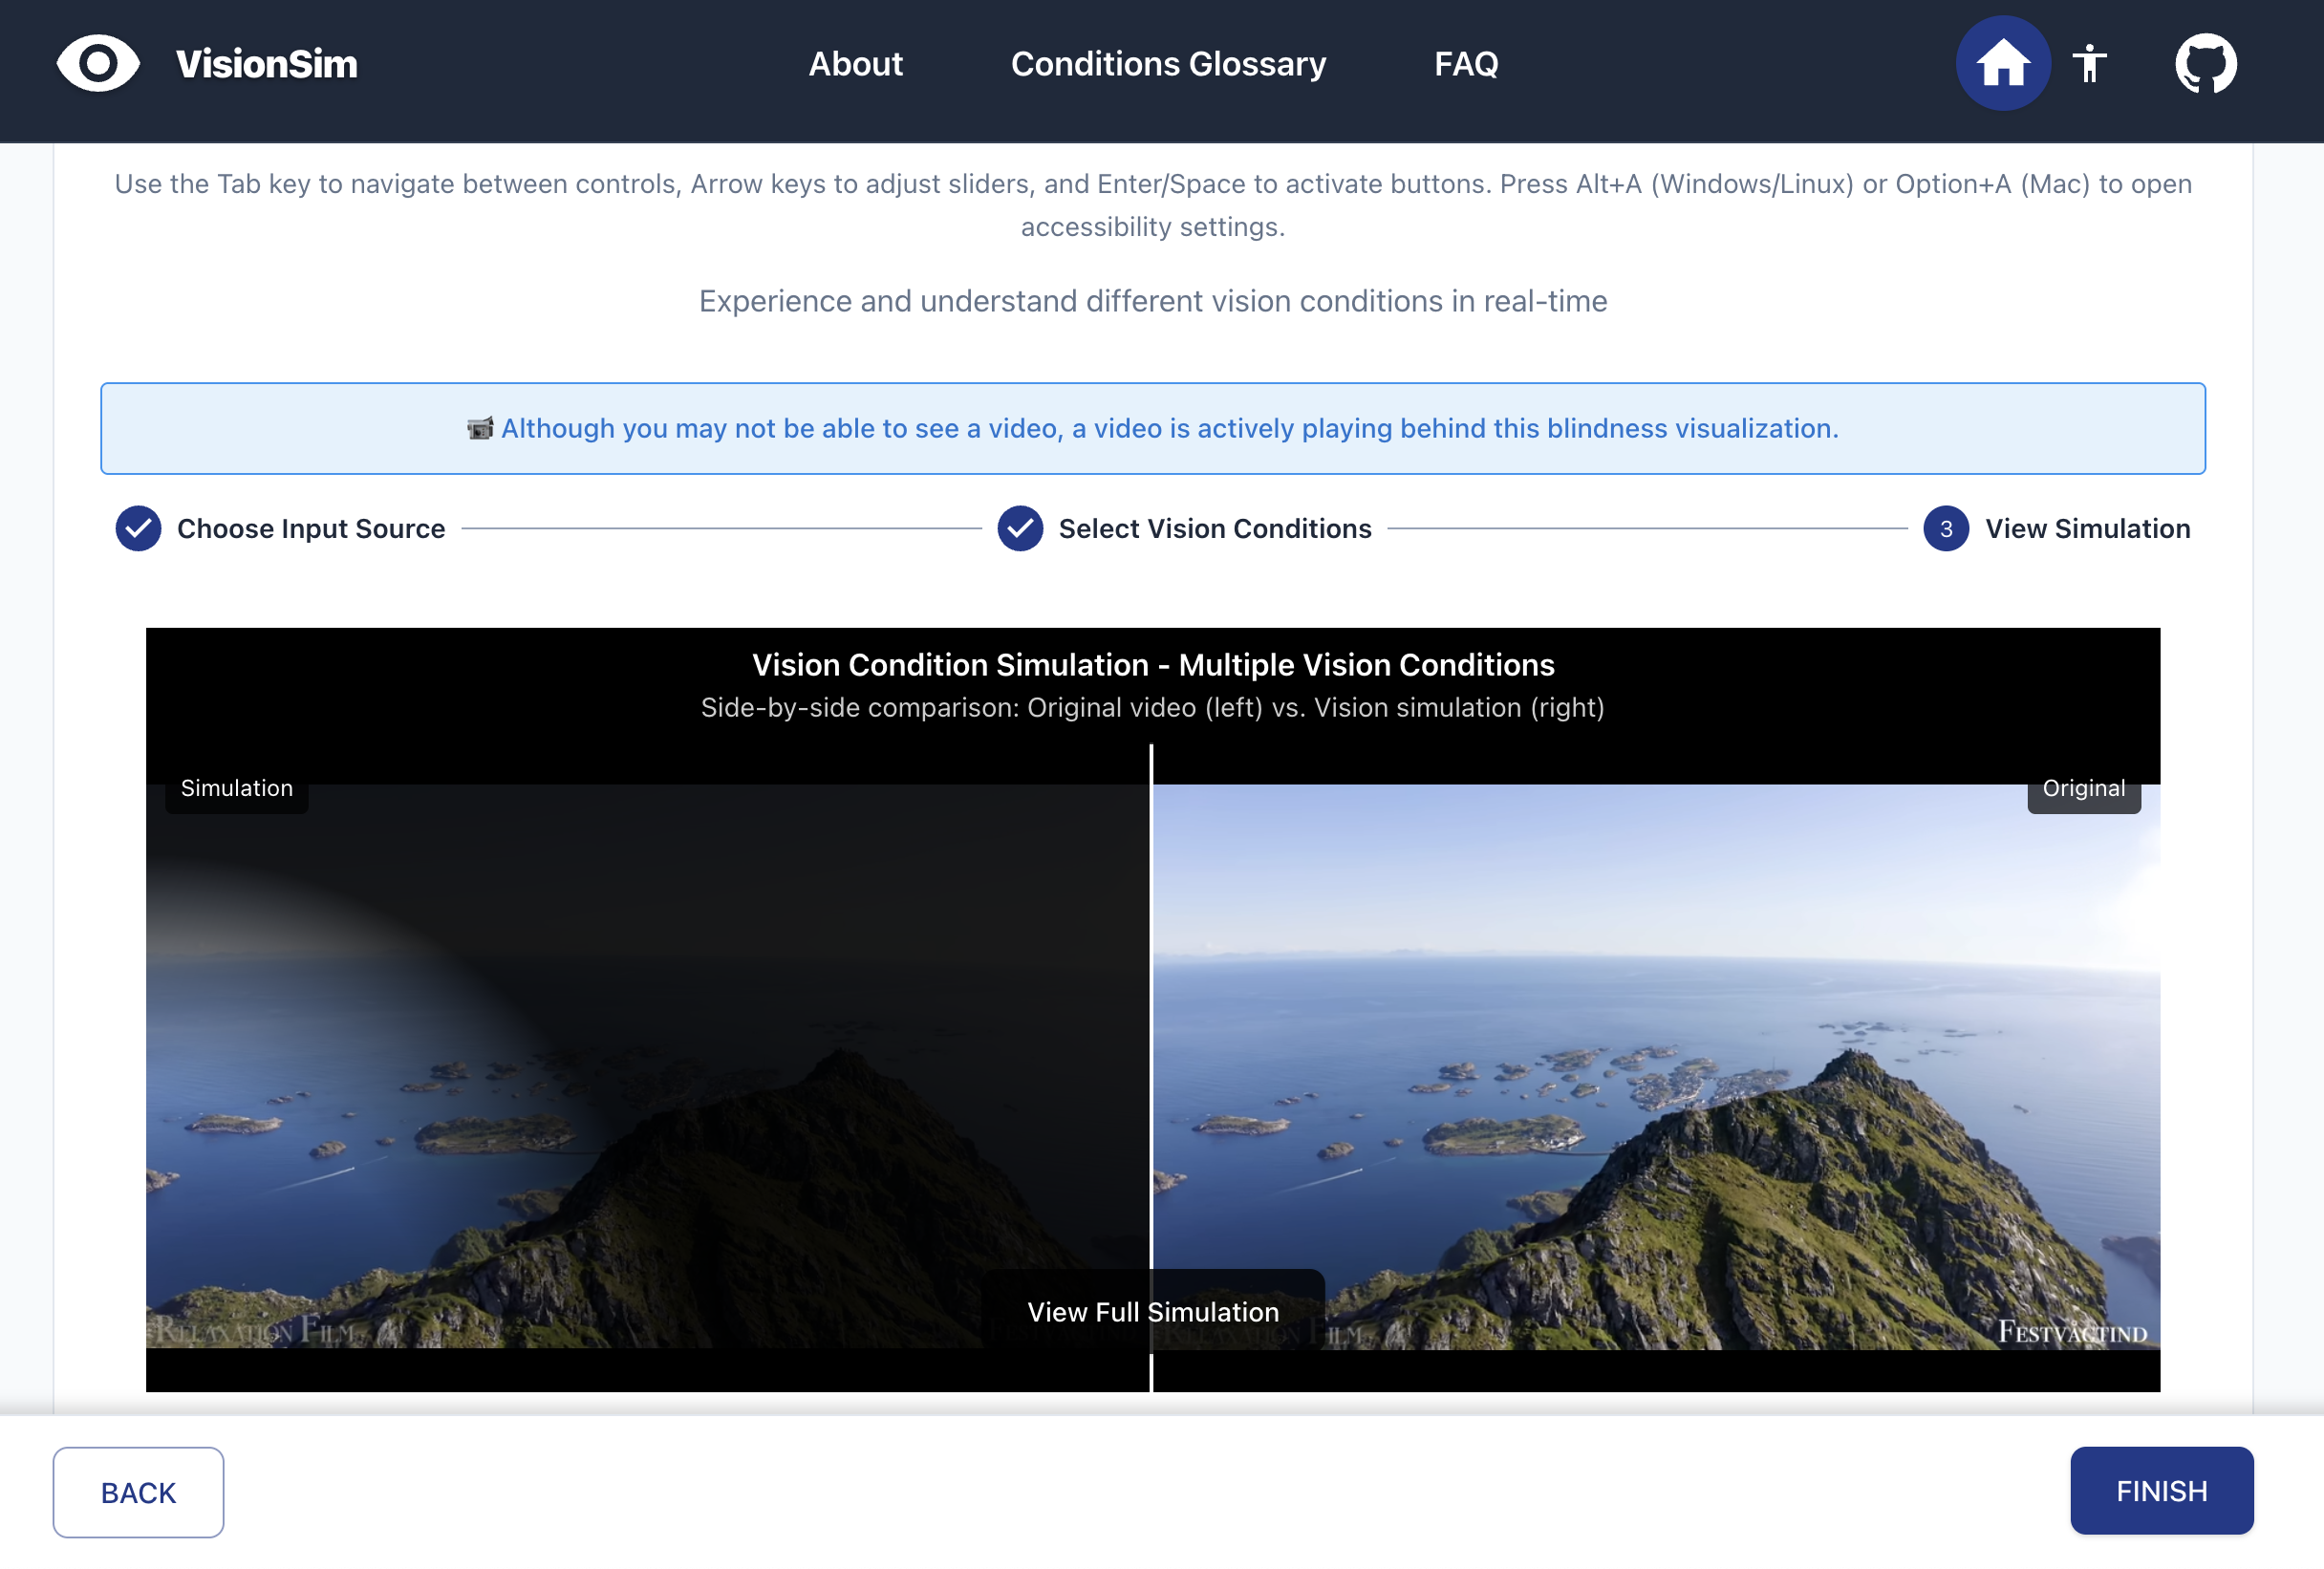 VisionSim
About
Conditions Glossary
FAQ
Use the Tab key to navigate between controls, Arrow keys to adjust sliders, and Enter/Space to activate buttons. Press Alt+A (Windows/Linux) or Option+A (Mac) to open
accessibility settings.
Experience and understand different vision conditions in real-time
Although you may not be able to see a video, a video is actively playing behind this blindness visualization.
Choose Input Source
Select Vision Conditions
3 View Simulation
Vision Condition Simulation - Multiple Vision Conditions
Side-by-side comparison: Original video (left) vs. Vision simulation (right)
Simulation
Original
View Full Simulation
RELAXATION FILM
RELAXATION FILM
FESTVÅGTIND
BACK
FINISH